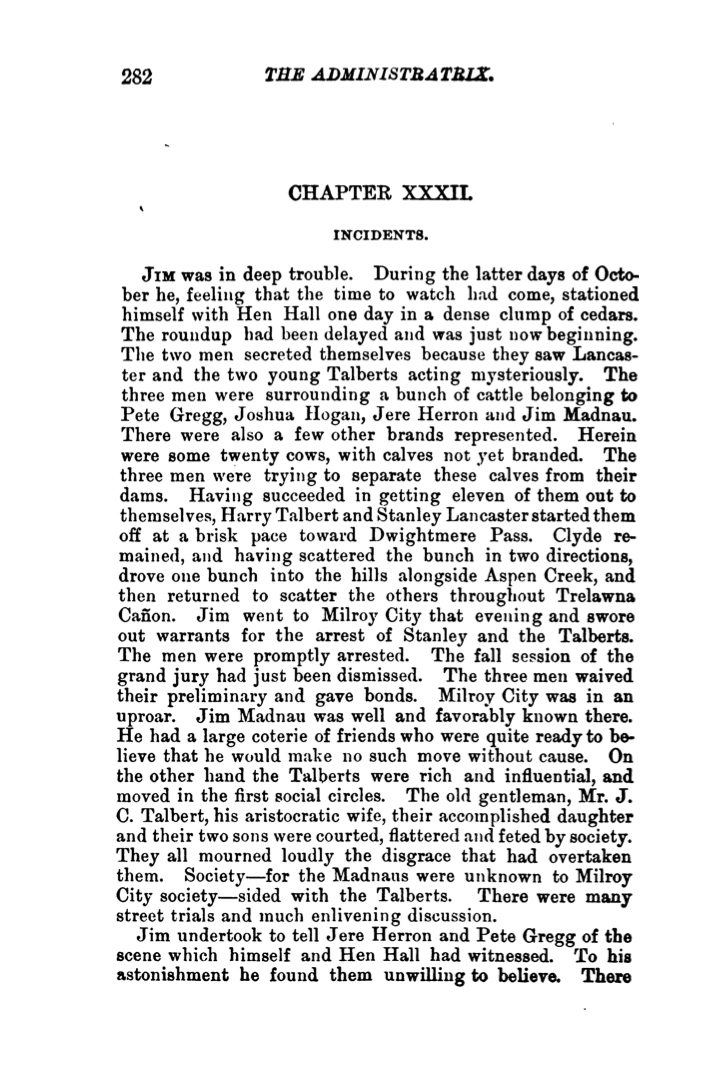 282 THE ADMINISTRATRIX.
CHAPTER XXXII.
INCIDENTS.
JIM was in deep trouble. During the latter days of Octo-
ber he, feeling that the time to watch had come, stationed
himself with Hen Hall one day in a dense clump of cedars.
The roundup had been delayed and was just now beginning.
The two men secreted themselves because they saw Lancas-
ter and the two young Talberts acting mysteriously. The
three men were surrounding a bunch of cattle belonging to
Pete Gregg, Joshua Hogan, Jere Herron and Jim Madnau.
There were also a few other brands represented. Herein
were some twenty cows, with calves not yet branded. The
three men were trying to separate these calves from their
dams. Having succeeded in getting eleven of them out to
themselves, Harry Talbert and Stanley Lancaster started them
off at a brisk pace toward Dwightmere Pass. Clyde re-
mained, and having scattered the bunch in two directions,
drove one bunch into the hills alongside Aspen Creek, and
then returned to scatter the others throughout Trelawna
Cañon. Jim went to Milroy City that evening and swore
out warrants for the arrest of Stanley and the Talberts.
The men were promptly arrested. The fall session of the
grand jury had just been dismissed. The three men waived
their preliminary and gave bonds. Milroy City was in an
uproar. Jim Madnau was well and favorably known there.
He had a large coterie of friends who were quite ready to be-
lieve that he would make no such move without cause. On
the other hand the Talberts were rich and influential, and
moved in the first social circles. The old gentleman, Mr. J.
C. Talbert, his aristocratic wife, their accomplished daughter
and their two sons were courted, flattered and feted by society.
They all mourned loudly the disgrace that had overtaken
them. Society—for the Madnaus were unknown to Milroy
City society—sided with the Talberts. There were many
street trials and much enlivening discussion.
Jim undertook to tell Jere Herron and Pete Gregg of the
scene which himself and Hen Hall had witnessed. To his
astonishment he found them unwilling to believe. There